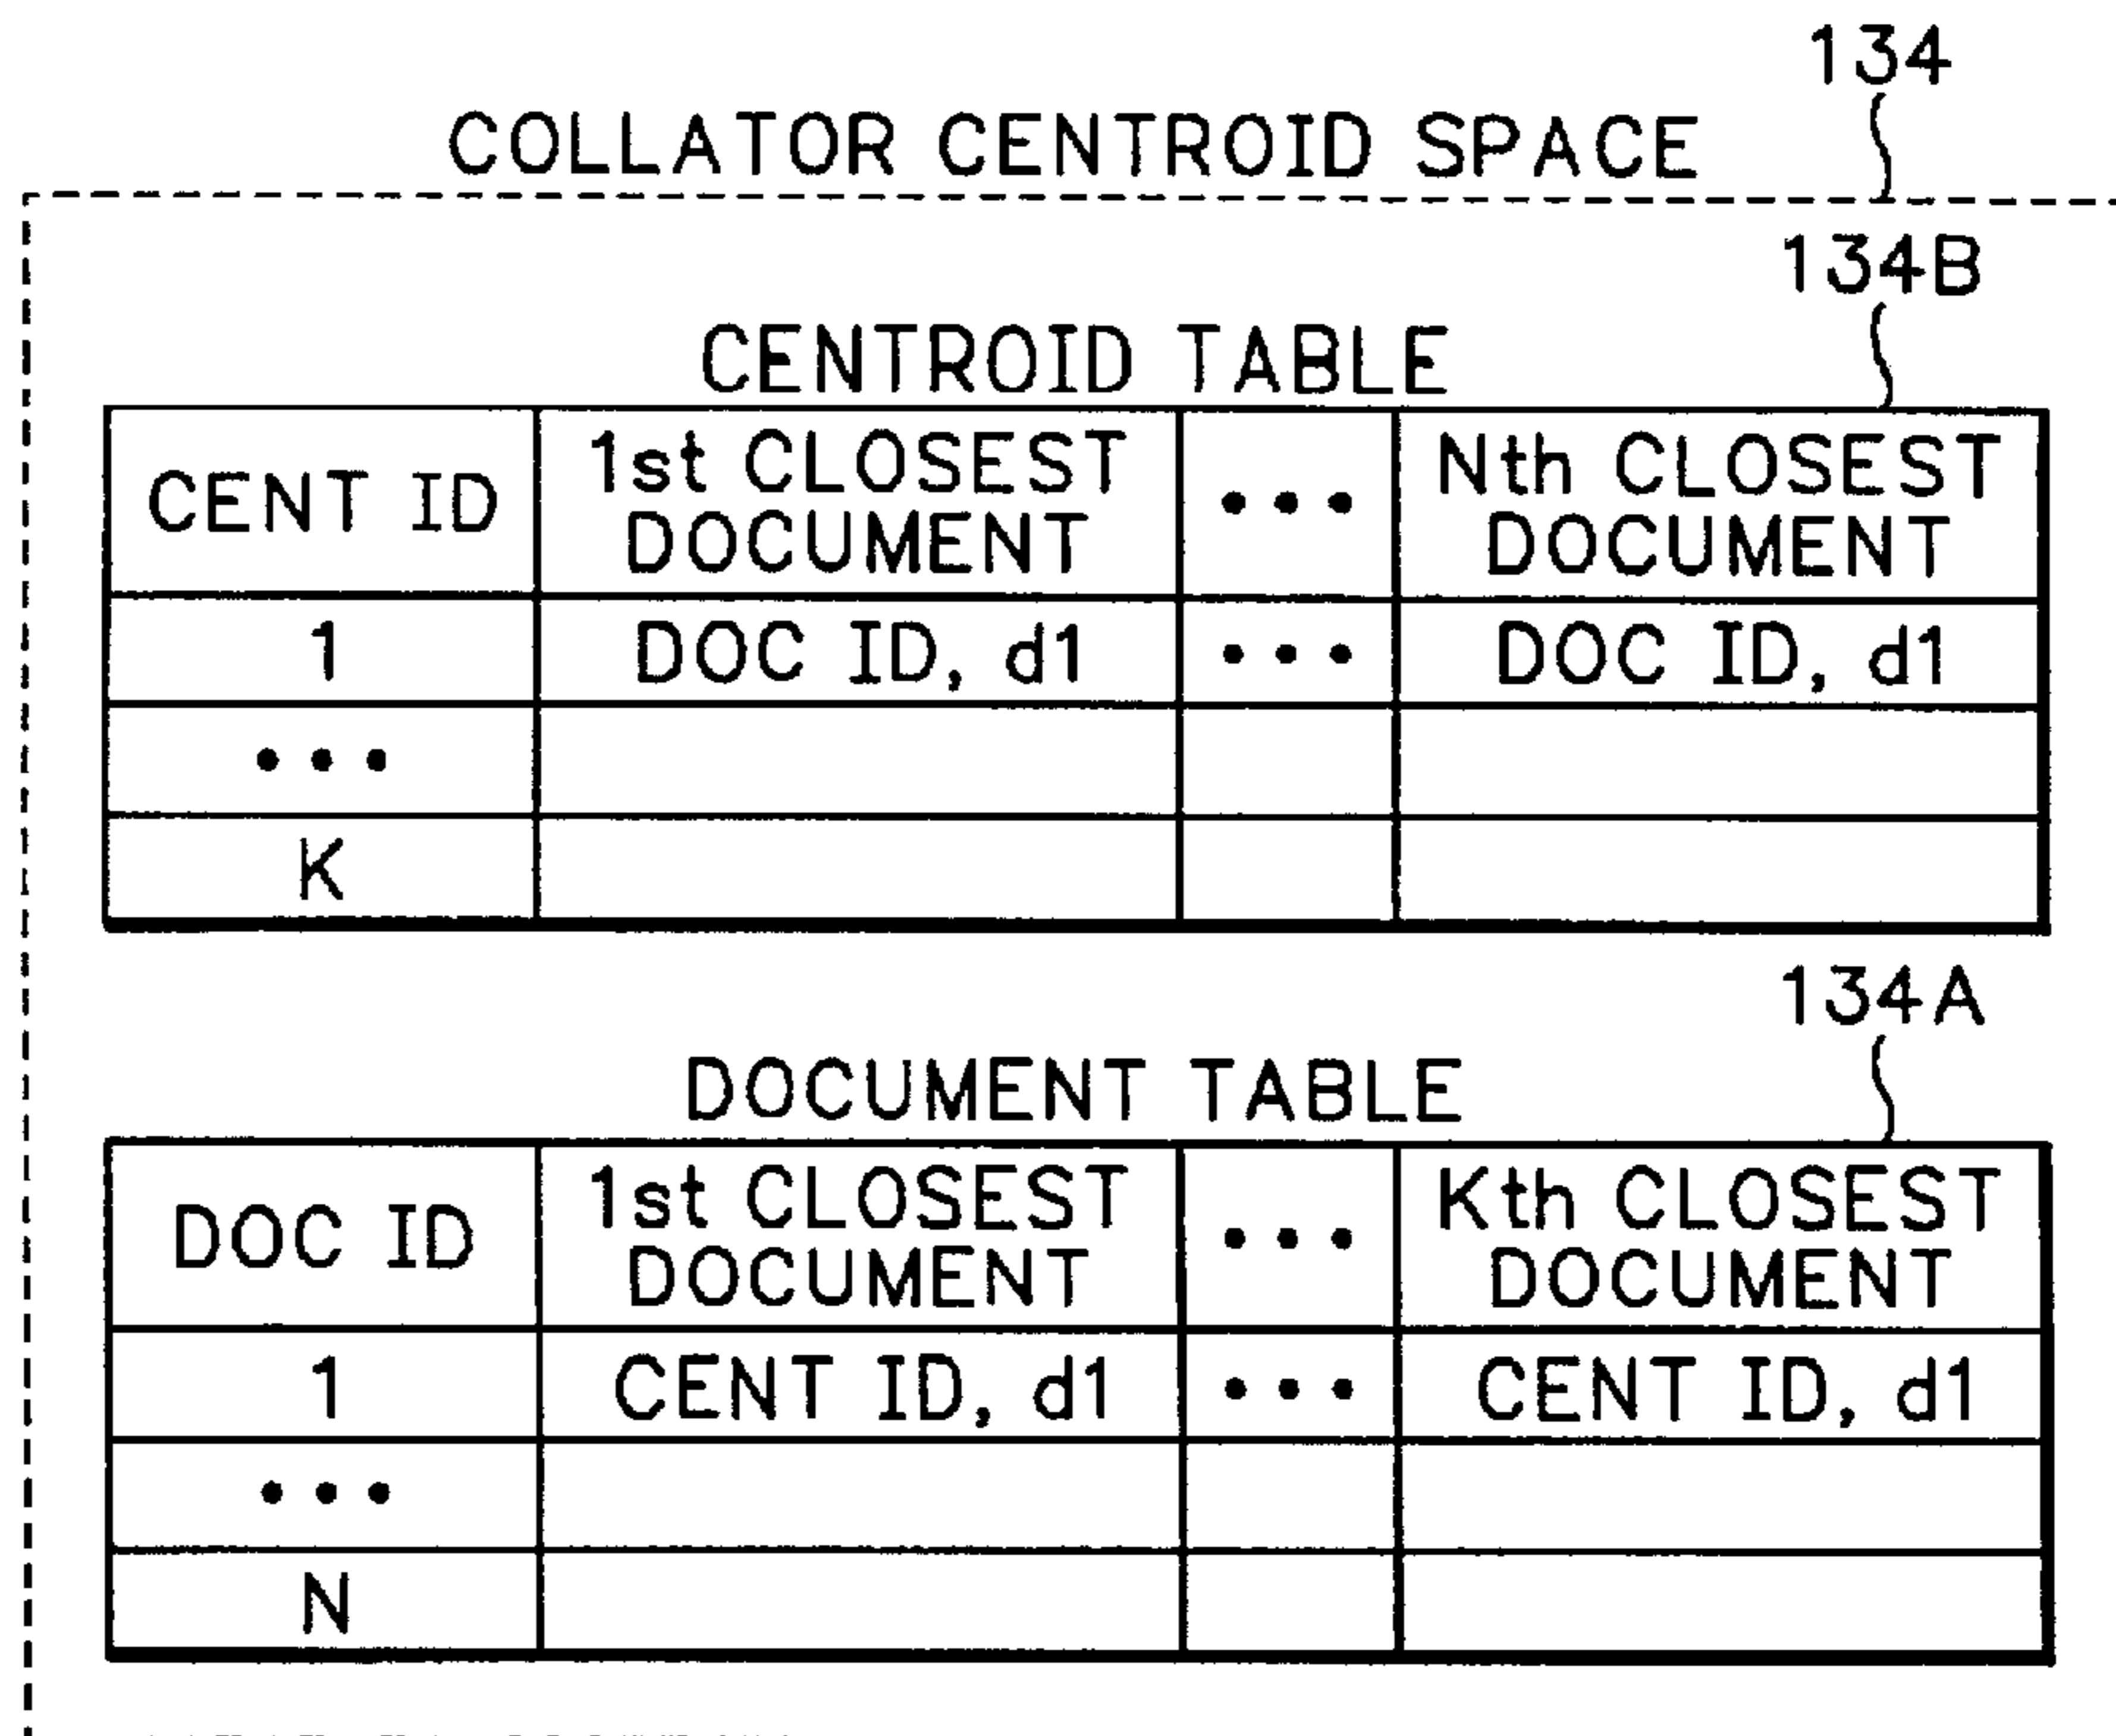 134
COLLATOR CENTROID SPACE
134B
CENTROID TABLE
CENT ID 1st CLOSEST DOCUMENT ••• Nth CLOSEST DOCUMENT
1 DOC ID, d1 ••• DOC ID, d1
•••
K
134A
DOCUMENT TABLE
DOC ID 1st CLOSEST DOCUMENT ••• Kth CLOSEST DOCUMENT
1 CENT ID, d1 ••• CENT ID, d1
•••
N